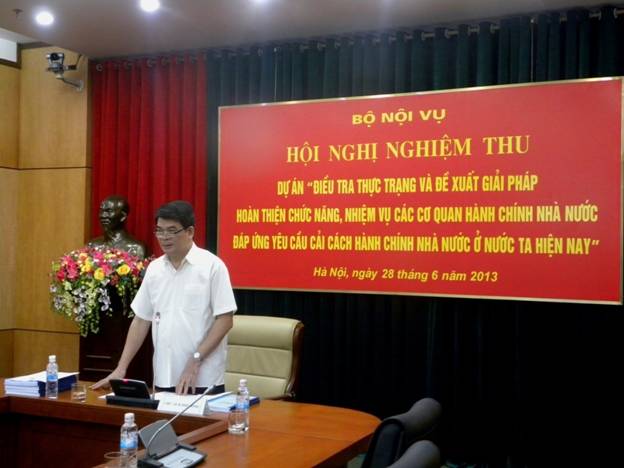 BỘ NỘI VỤ
HỘI NGHỊ NGHIỆM THU
DỰ ÁN "ĐIỀU TRA THỰC TRẠNG VÀ ĐỀ XUẤT GIẢI PHÁP
HOÀN THIỆN CHỨC NĂNG, NHIỆM VỤ CÁC CƠ QUAN HÀNH CHÍNH NHÀ NƯỚC
ĐÁP ỨNG YÊU CẦU CẢI CÁCH HÀNH CHÍNH NHÀ NƯỚC Ở NƯỚC TA HIỆN NAY"
Hà Nội, ngày 28 tháng 6 năm 2013